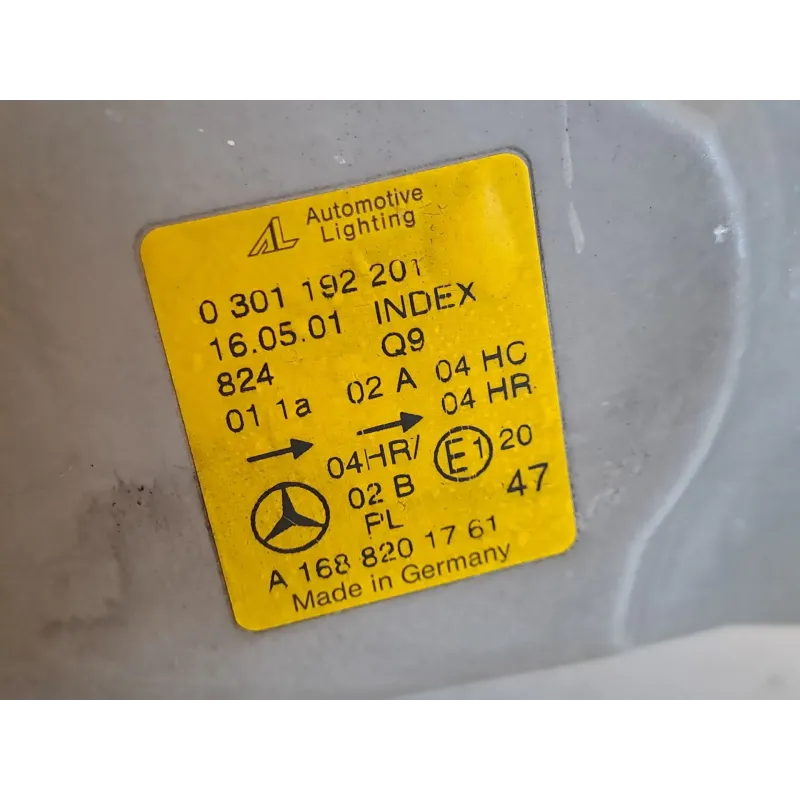 AL Automotive
Lighting
0 301 192 201
16.05.01 INDEX
824 Q9
01 1a 02 A 04 HC
04 HR
04HR/ E1 20
02 B 47
PL
A 168 820 17 61
Made in Germany